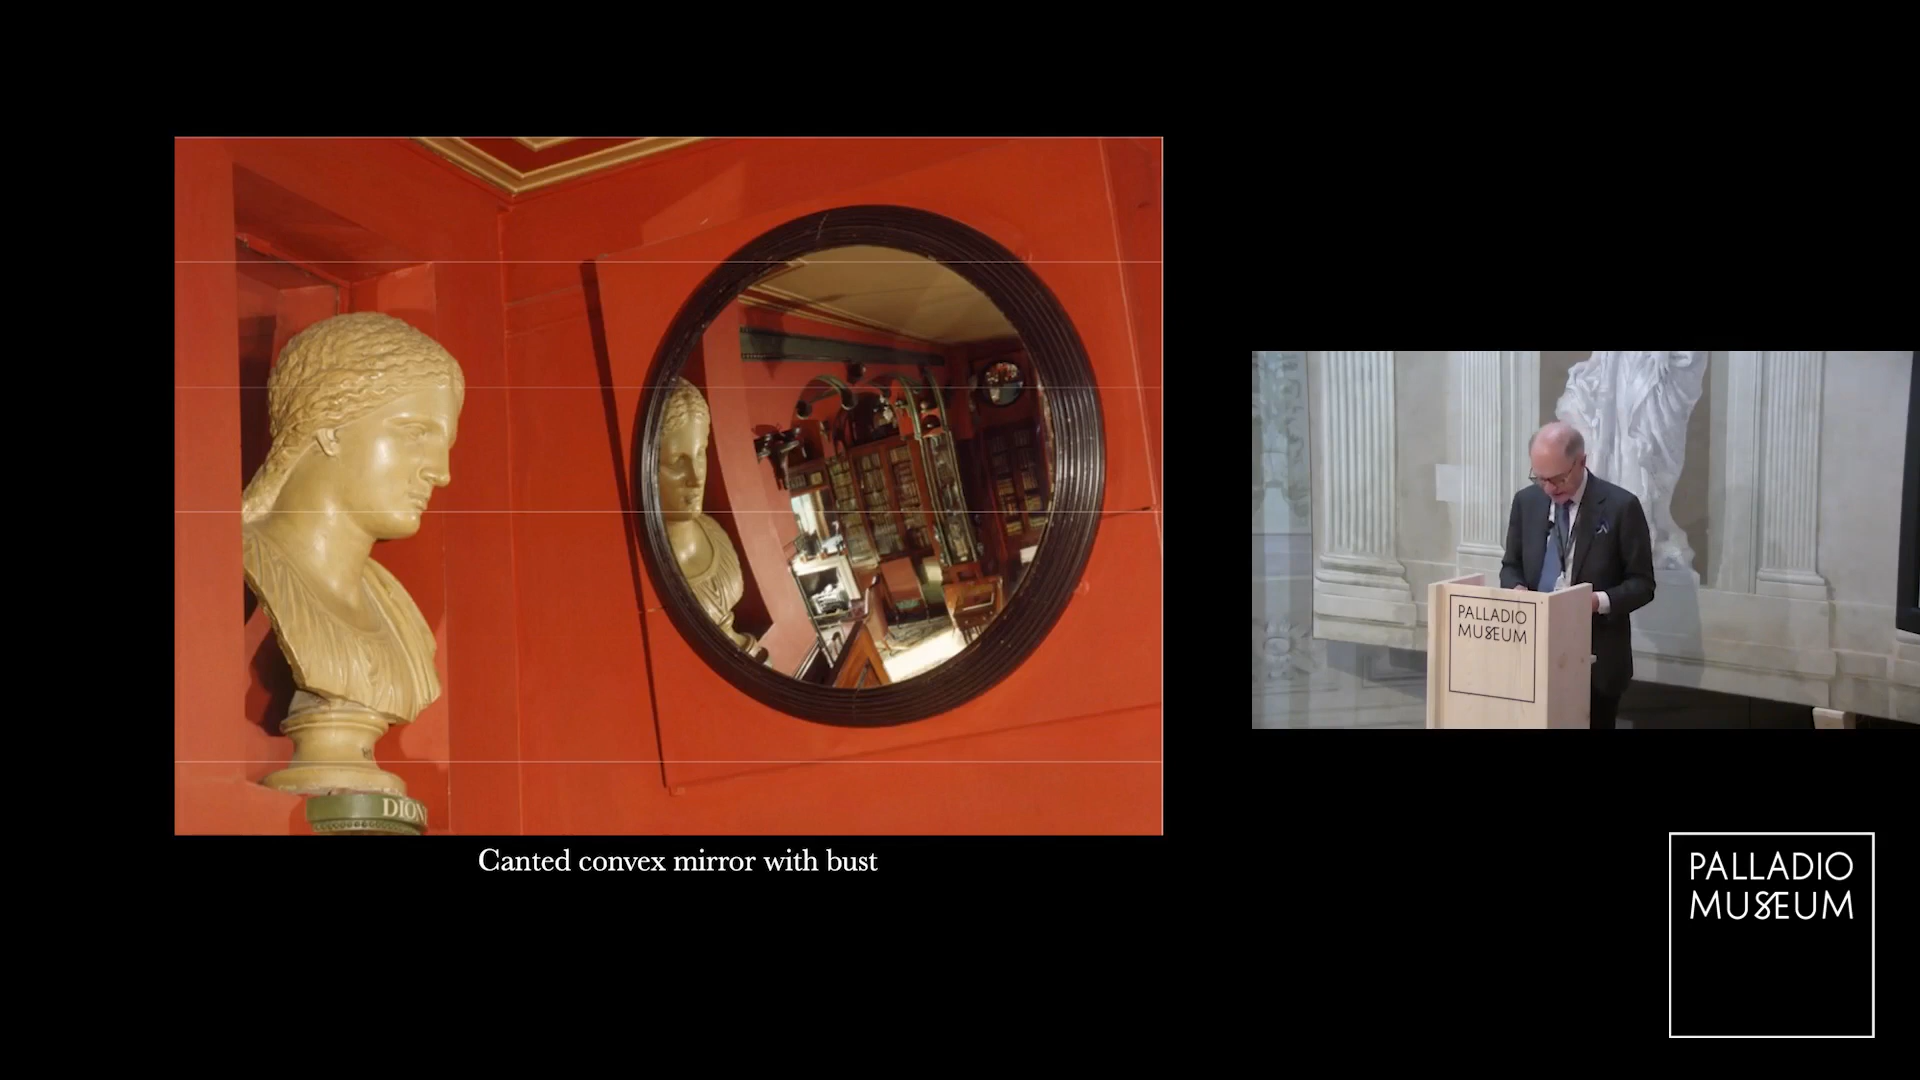 DION
Canted convex mirror with bust
PALLADIO
MUSEUM
PALLADIO
MUSEUM